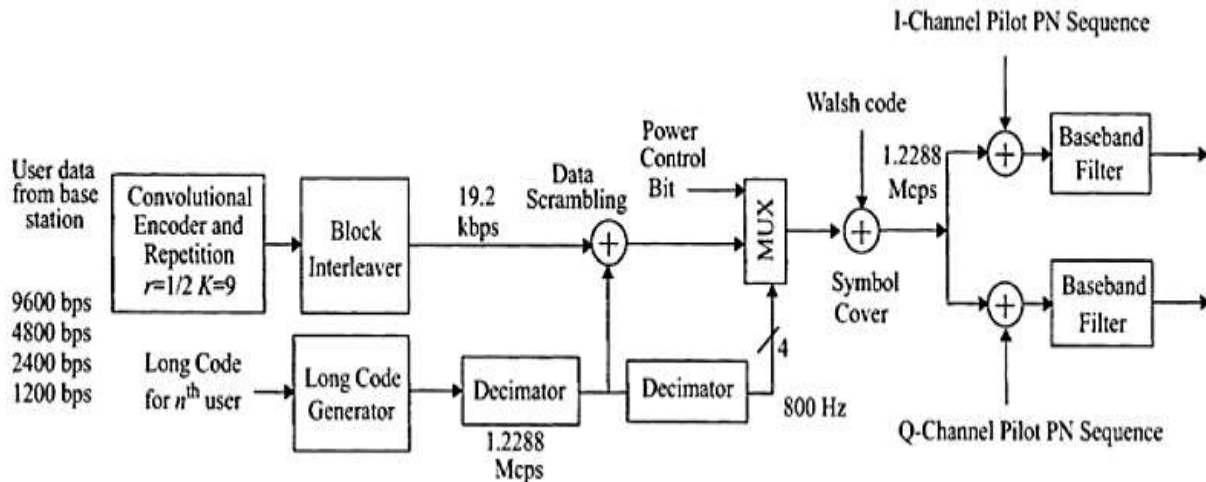 I-Channel Pilot PN Sequence
User data
from base
station
9600 bps
4800 bps
2400 bps
1200 bps
Convolutional
Encoder and
Repetition
r=1/2 K=9
Block
Interleaver
19.2
kbps
Data
Scrambling
+
Power
Control
Bit
MUX
Walsh code
+
Symbol
Cover
1.2288
Mcps
+
Baseband
Filter
+
Baseband
Filter
Long Code
for nth user
Long Code
Generator
Decimator
1.2288
Mcps
Decimator
4
800 Hz
Q-Channel Pilot PN Sequence